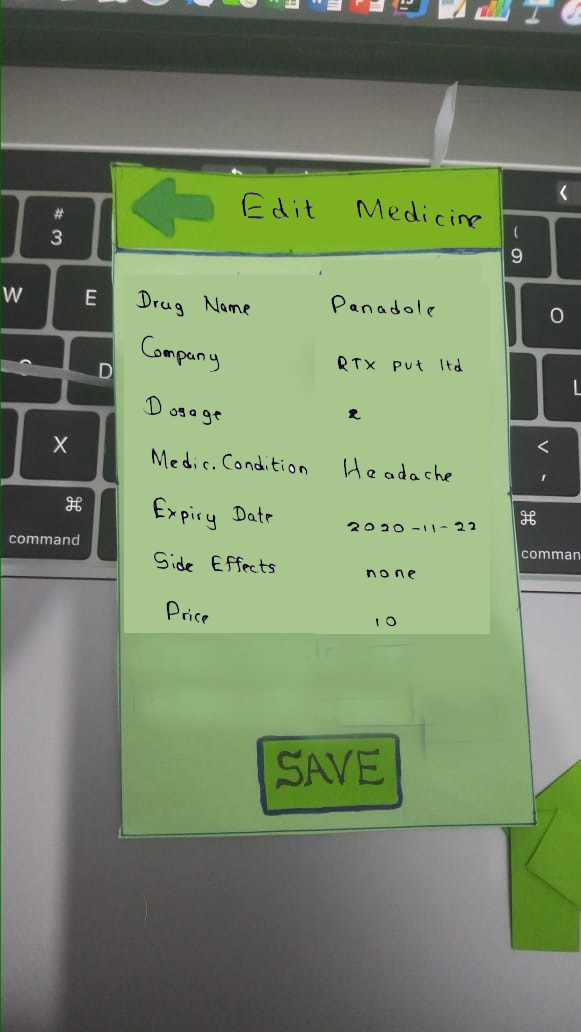 Edit Medicine
Drug Name Panadole
Company RTX pvt ltd
Dosage 2
Medic. Condition Headache
Expiry Date 2020-11-22
Side Effects none
Price 10
SAVE
#
3
(
9
W
E
O
D
L
X
<
,
⌘
command
⌘
comman